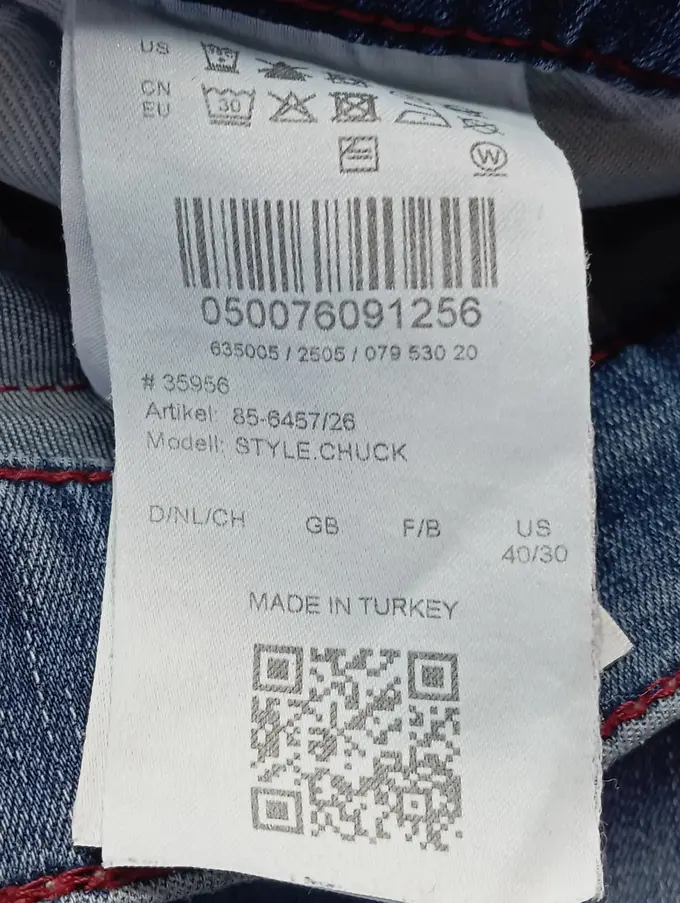 US
CN
EU 30
W
050076091256
635005 / 2505 / 079 530 20
# 35956
Artikel: 85-6457/26
Modell: STYLE.CHUCK
D/NL/CH GB F/B US
40/30
MADE IN TURKEY